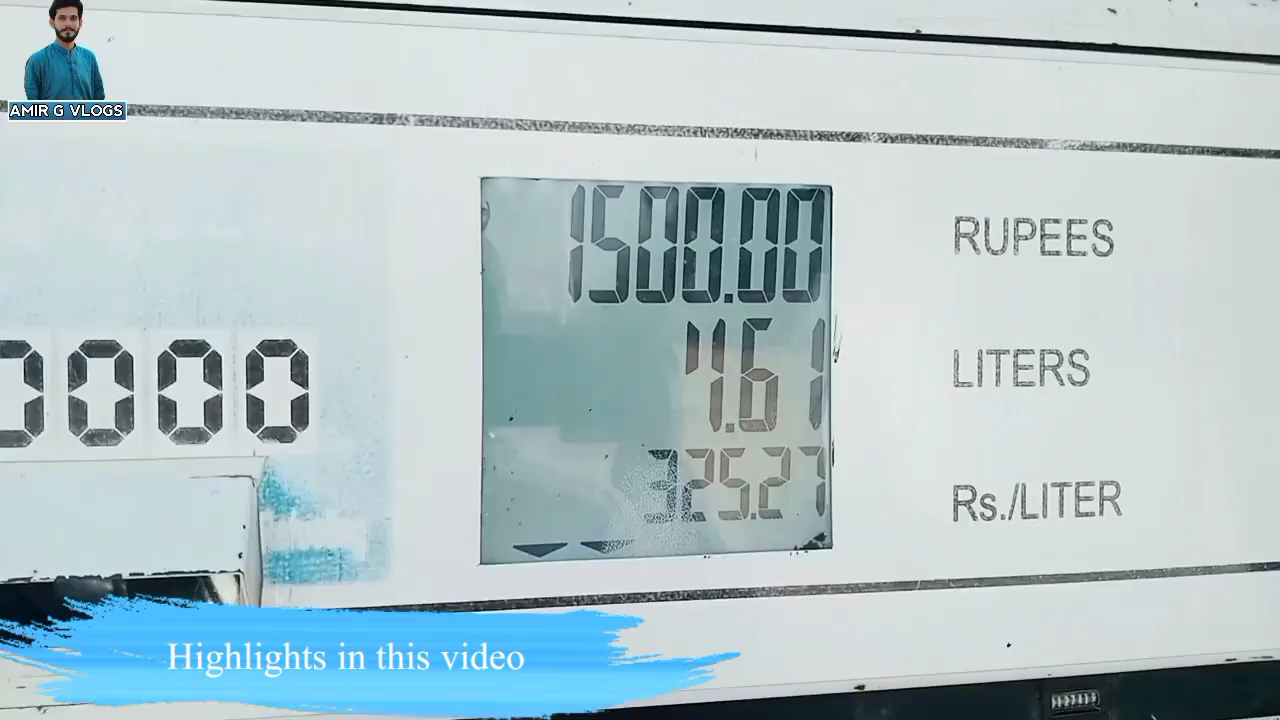 AMIR G VLOGS
1500.00 RUPEES
4.61 LITERS
0000
325.27 Rs./LITER
Highlights in this video